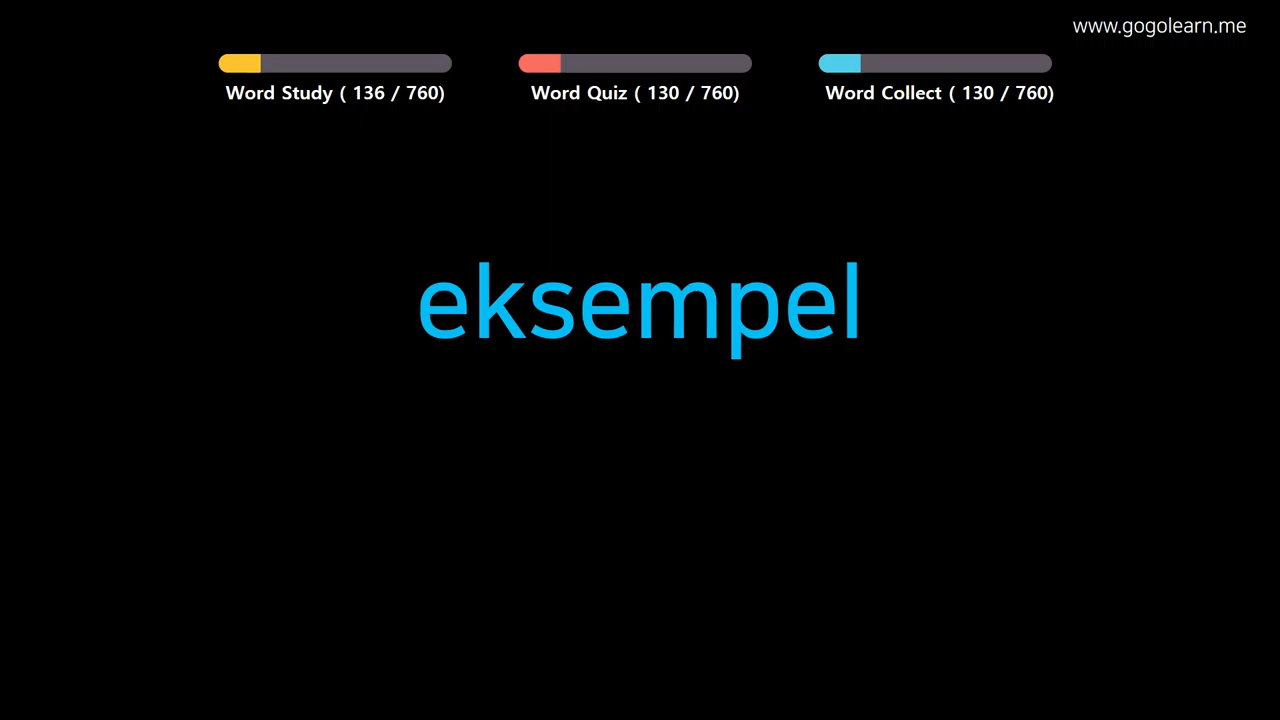 www.gogolearn.me
Word Study ( 136 / 760)
Word Quiz ( 130 / 760)
Word Collect ( 130 / 760)
eksempel